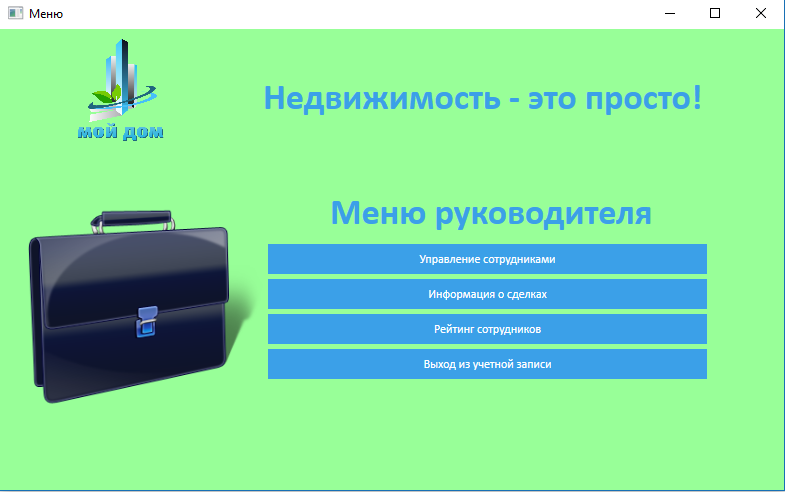 Меню
мой дом
Недвижимость - это просто!
Меню руководителя
Управление сотрудниками
Информация о сделках
Рейтинг сотрудников
Выход из учетной записи